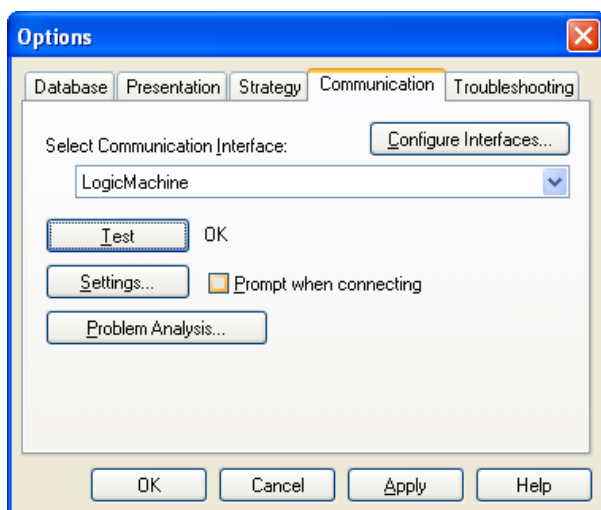 Options
Database Presentation Strategy Communication Troubleshooting
Select Communication Interface: Configure Interfaces...
LogicMachine
Test OK
Settings... Prompt when connecting
Problem Analysis...
OK Cancel Apply Help